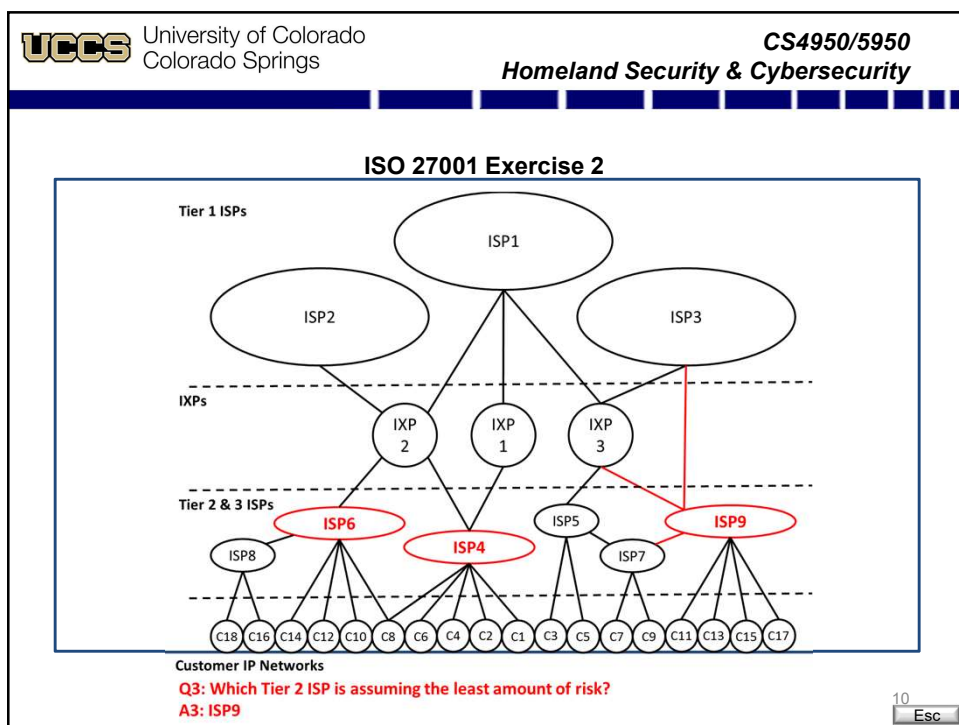 UCCS University of Colorado
Colorado Springs
CS4950/5950
Homeland Security & Cybersecurity
ISO 27001 Exercise 2
Tier 1 ISPs
ISP1
ISP2
ISP3
IXPs
IXP
2
IXP
1
IXP
3
Tier 2 & 3 ISPs
ISP6
ISP4
ISP5
ISP9
ISP8
ISP7
C18 C16 C14 C12 C10 C8 C6 C4 C2 C1 C3 C5 C7 C9 C11 C13 C15 C17
Customer IP Networks
Q3: Which Tier 2 ISP is assuming the least amount of risk?
A3: ISP9
10
Esc